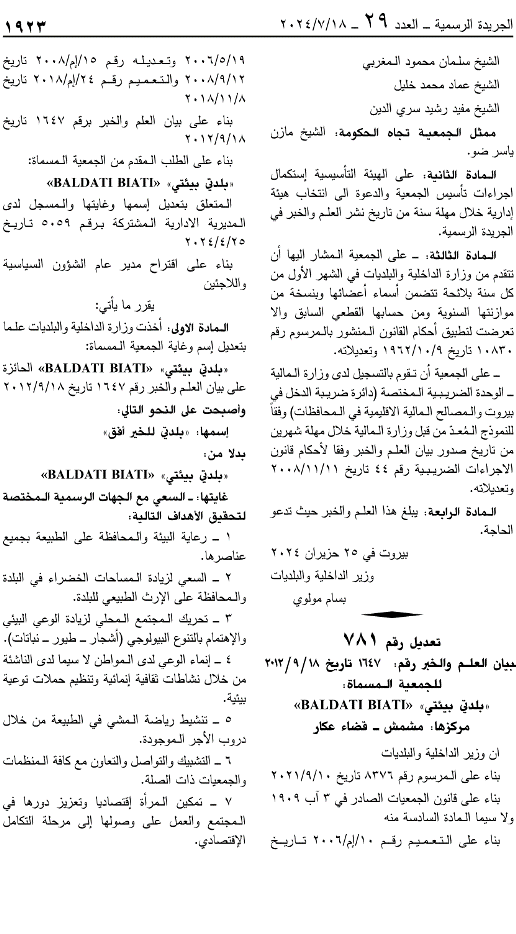 الجريدة الرسمية ــ العدد ٢٩ ــ ٢٠٢٤/٧/١٨
١٩٢٣
الشيخ سلمان محمود المغربي
الشيخ عماد محمد خليل
الشيخ مفيد رشيد سري الدين
ممثل الجمعية تجاه الحكومة: الشيخ مازن
ياسر ضو.
المادة الثانية: على الهيئة التأسيسية إستكمال
اجراءات تأسيس الجمعية والدعوة الى انتخاب هيئة
إدارية خلال مهلة سنة من تاريخ نشر العلم والخبر في
الجريدة الرسمية.
المادة الثالثة: ــ على الجمعية المشار اليها أن
تتقدم من وزارة الداخلية والبلديات في الشهر الأول من
كل سنة بلائحة تتضمن أسماء أعضائها وبنسخة من
موازنتها السنوية ومن حسابها القطعي السابق والا
تعرضت لتطبيق أحكام القانون المنشور بالمرسوم رقم
١٠٨٣٠ تاريخ ١٩٦٢/١٠/٩ وتعديلاته.
ــ على الجمعية أن تقوم بالتسجيل لدى وزارة المالية
ــ الوحدة الضريبية المختصة (دائرة ضريبة الدخل في
بيروت والمصالح المالية الاقليمية في المحافظات) وفقاً
للنموذج المُعدّ من قبل وزارة المالية خلال مهلة شهرين
من تاريخ صدور بيان العلم والخبر وفقا لأحكام قانون
الاجراءات الضريبية رقم ٤٤ تاريخ ٢٠٠٨/١١/١١
وتعديلاته.
المادة الرابعة: يبلغ هذا العلم والخبر حيث تدعو
الحاجة.
بيروت في ٢٥ حزيران ٢٠٢٤
وزير الداخلية والبلديات
بسام مولوي
تعديل رقم ٧٨١
لبيان العلم والخبر رقم: ١٦٤٧ تاريخ ٢٠١٢/٩/١٨
للجمعية المسماة:
«بلدتي بيئتي» «BALDATI BIATI»
مركزها: مشمش ــ قضاء عكار
ان وزير الداخلية والبلديات
بناء على المرسوم رقم ٨٣٧٦ تاريخ ٢٠٢١/٩/١٠
بناء على قانون الجمعيات الصادر في ٣ آب ١٩٠٩
ولا سيما المادة السادسة منه
بناء على التعميم رقم ١٠/إم/٢٠٠٦ تاريخ
٢٠٠٦/٥/١٩ وتعديله رقم ١٥/إم/٢٠٠٨ تاريخ
٢٠٠٨/٩/١٢ والتعميم رقم ٢٤/إم/٢٠١٨ تاريخ
٢٠١٨/١١/٨
بناء على بيان العلم والخبر برقم ١٦٤٧ تاريخ
٢٠١٢/٩/١٨
بناء على الطلب المقدم من الجمعية المسماة:
«بلدتي بيئتي» «BALDATI BIATI»
المتعلق بتعديل إسمها وغايتها والمسجل لدى
المديرية الادارية المشتركة برقم ٥٠٥٩ تاريخ
٢٠٢٤/٤/٢٥
بناء على اقتراح مدير عام الشؤون السياسية
واللاجئين
يقرر ما يأتي:
المادة الاولى: أخذت وزارة الداخلية والبلديات علما
بتعديل إسم وغاية الجمعية المسماة:
«بلدتي بيئتي» «BALDATI BIATI» الحائزة
على بيان العلم والخبر رقم ١٦٤٧ تاريخ ٢٠١٢/٩/١٨
وأصبحت على النحو التالي:
إسمها: «بلدتي للخير أفق»
بدلا من:
«بلدتي بيئتي» «BALDATI BIATI»
غايتها: ــ السعي مع الجهات الرسمية المختصة
لتحقيق الأهداف التالية:
١ ــ رعاية البيئة والمحافظة على الطبيعة بجميع
عناصرها.
٢ ــ السعي لزيادة المساحات الخضراء في البلدة
والمحافظة على الإرث الطبيعي للبلدة.
٣ ــ تحريك المجتمع المحلي لزيادة الوعي البيئي
والإهتمام بالتنوع البيولوجي (أشجار ــ طيور ــ نباتات).
٤ ــ إنماء الوعي لدى المواطن لا سيما لدى الناشئة
من خلال نشاطات ثقافية إنمائية وتنظيم حملات توعية
بيئية.
٥ ــ تنشيط رياضة المشي في الطبيعة من خلال
دروب الأجر الموجودة.
٦ ــ التشبيك والتواصل والتعاون مع كافة المنظمات
والجمعيات ذات الصلة.
٧ ــ تمكين المرأة إقتصاديا وتعزيز دورها في
المجتمع والعمل على وصولها إلى مرحلة التكامل
الإقتصادي.